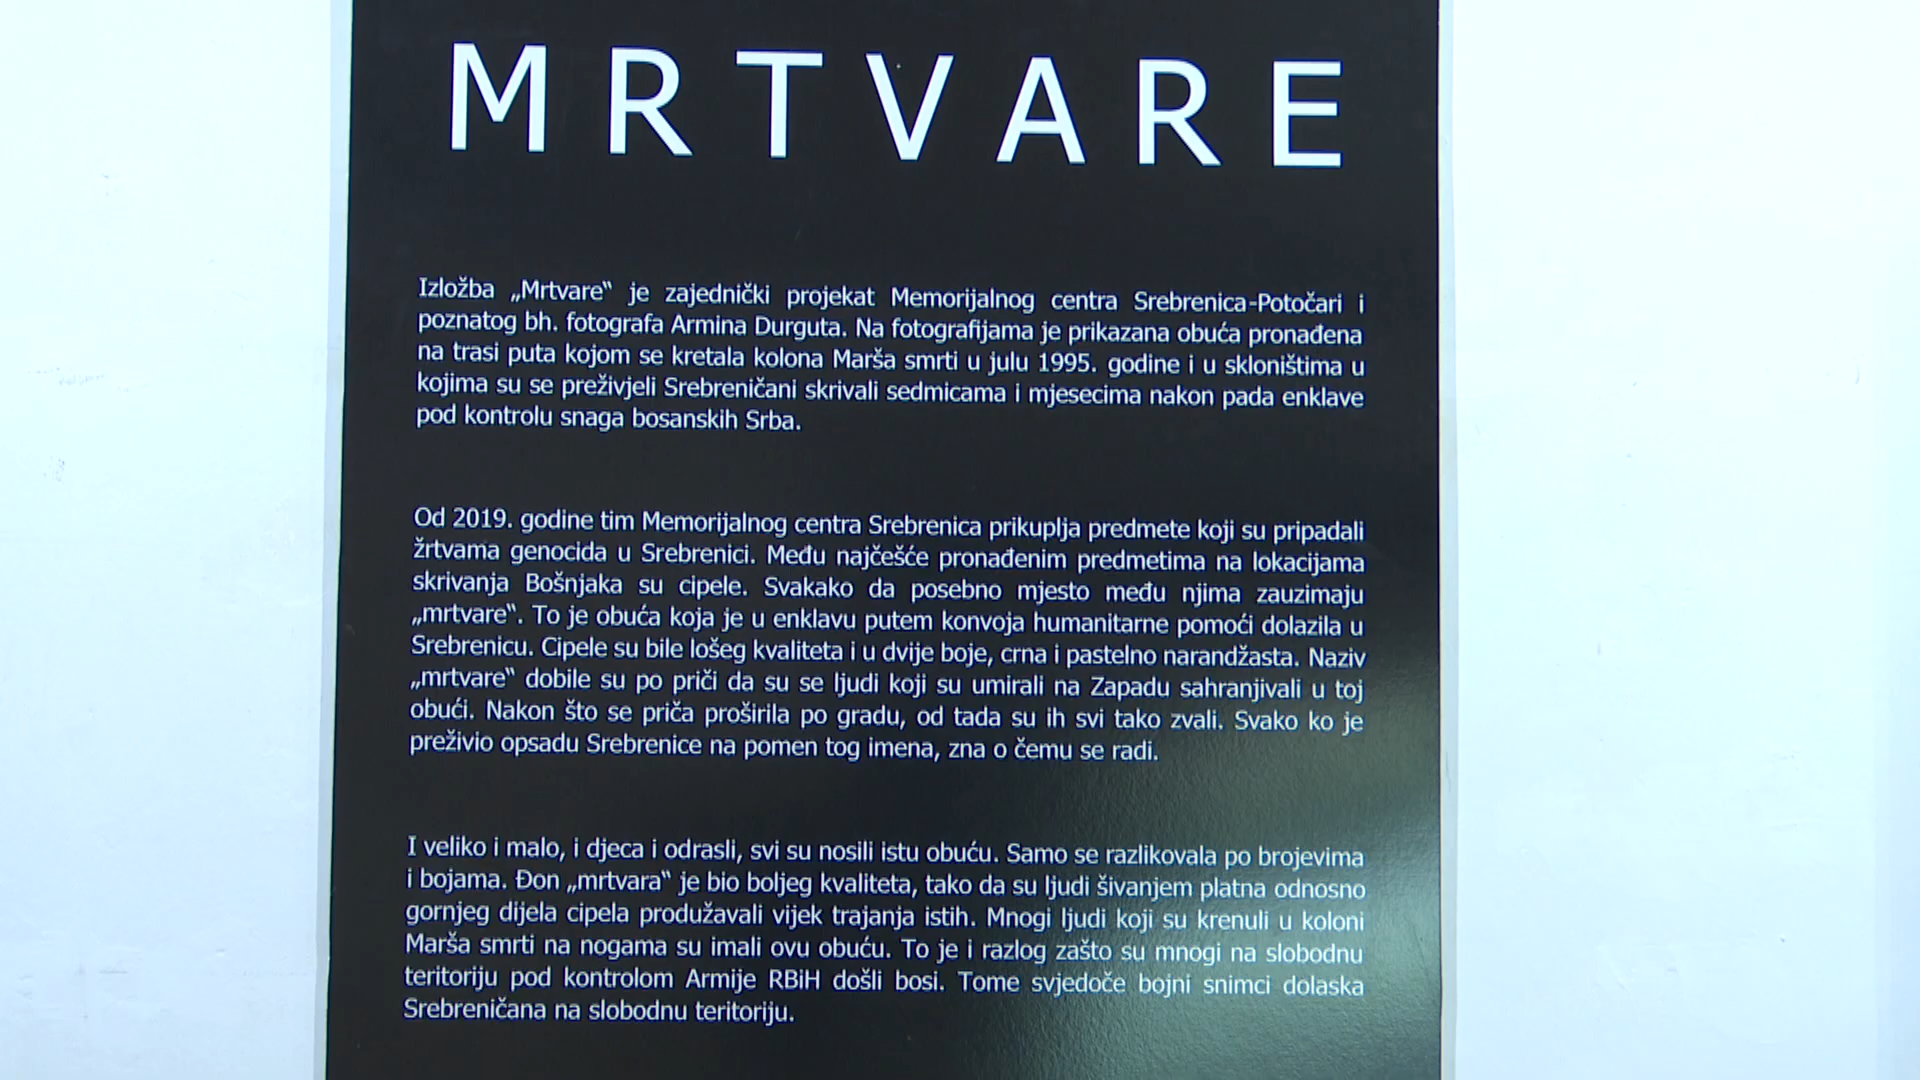 MRTVARE
Izložba „Mrtvare“ je zajednički projekat Memorijalnog centra Srebrenica-Potočari i
poznatog bh. fotografa Armina Durguta. Na fotografijama je prikazana obuća pronađena
na trasi puta kojom se kretala kolona Marša smrti u julu 1995. godine i u skloništima u
kojima su se preživjeli Srebreničani skrivali sedmicama i mjesecima nakon pada enklave
pod kontrolu snaga bosanskih Srba.
Od 2019. godine tim Memorijalnog centra Srebrenica prikuplja predmete koji su pripadali
žrtvama genocida u Srebrenici. Među najčešće pronađenim predmetima na lokacijama
skrivanja Bošnjaka su cipele. Svakako da posebno mjesto među njima zauzimaju
„mrtvare“. To je obuća koja je u enklavu putem konvoja humanitarne pomoći dolazila u
Srebrenicu. Cipele su bile lošeg kvaliteta i u dvije boje, crna i pastelno narandžasta. Naziv
„mrtvare“ dobile su po priči da su se ljudi koji su umirali na Zapadu sahranjivali u toj
obući. Nakon što se priča proširila po gradu, od tada su ih svi tako zvali. Svako ko je
preživio opsadu Srebrenice na pomen tog imena, zna o čemu se radi.
I veliko i malo, i djeca i odrasli, svi su nosili istu obuću. Samo se razlikovala po brojevima
i bojama. Đon „mrtvara“ je bio boljeg kvaliteta, tako da su ljudi šivanjem platna odnosno
gornjeg dijela cipela produžavali vijek trajanja istih. Mnogi ljudi koji su krenuli u koloni
Marša smrti na nogama su imali ovu obuću. To je i razlog zašto su mnogi na slobodnu
teritoriju pod kontrolom Armije RBiH došli bosi. Tome svjedoče bojni snimci dolaska
Srebreničana na slobodnu teritoriju.